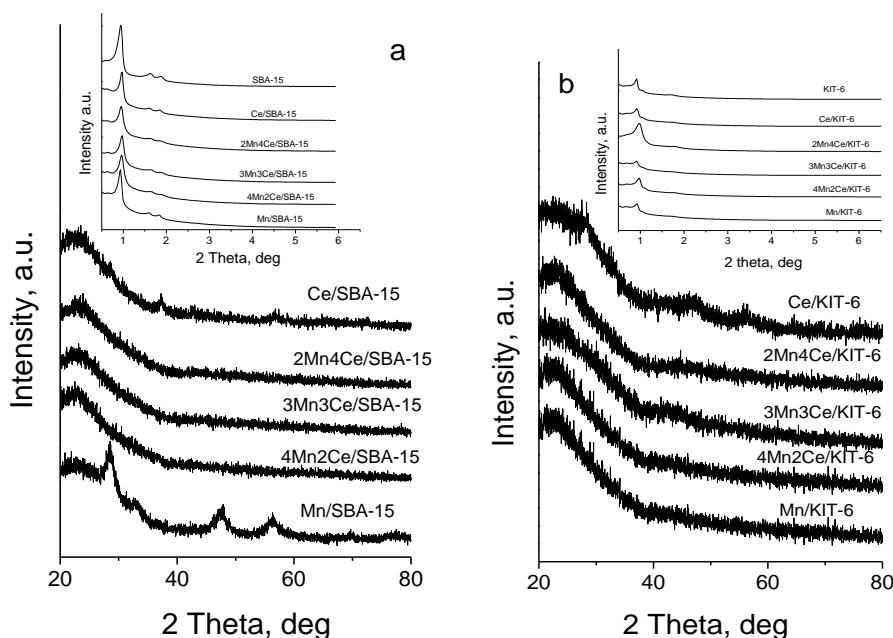 a
Intensity a.u.
SBA-15
Ce/SBA-15
2Mn4Ce/SBA-15
3Mn3Ce/SBA-15
4Mn2Ce/SBA-15
Mn/SBA-15
0 1 2 3 4 5 6
2 Theta, deg
Intensity, a.u.
Ce/SBA-15
2Mn4Ce/SBA-15
3Mn3Ce/SBA-15
4Mn2Ce/SBA-15
Mn/SBA-15
20 40 60 80
2 Theta, deg
b
Intensity, a.u.
KIT-6
Ce/KIT-6
2Mn4Ce/KIT-6
3Mn3Ce/KIT-6
4Mn2Ce/KIT-6
Mn/KIT-6
1 2 3 4 5 6
2 theta, deg
Intensity, a.u.
Ce/KIT-6
2Mn4Ce/KIT-6
3Mn3Ce/KIT-6
4Mn2Ce/KIT-6
Mn/KIT-6
20 40 60 80
2 Theta, deg